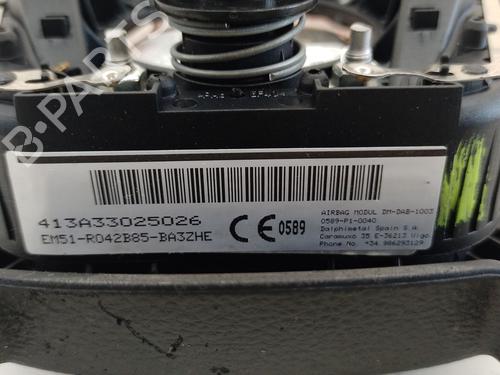 B-PARTS
413A33025026
EM51-R042B85-BA3ZHE
CE 0589
AIRBAG MODUL DM-DAB-1003
0589-P1-0040
Dalphimetal Spain S.A.
Caramuxo 35 E-36213 Vigo
Phone No. +34 986293129